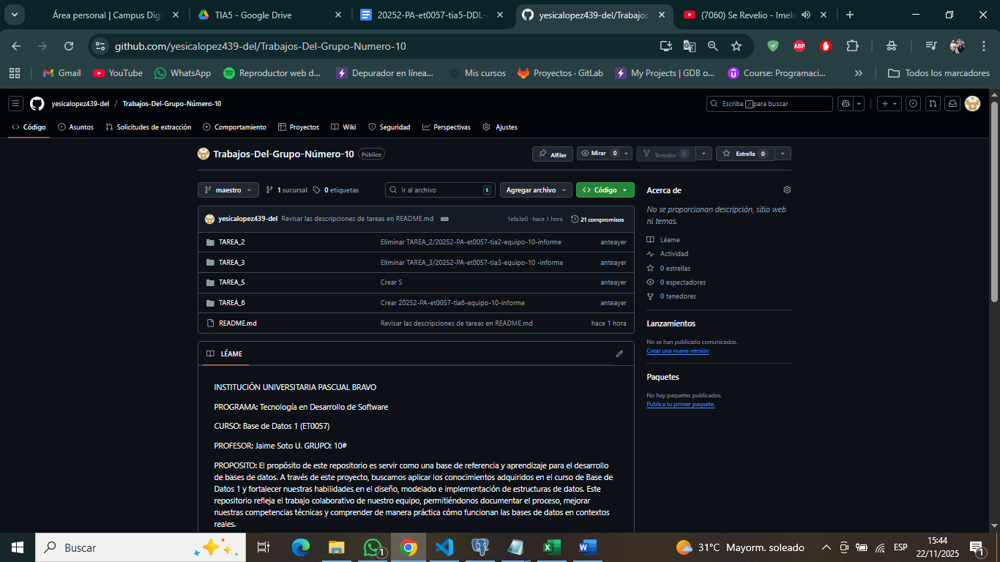 Área personal | Campus Digi
TIA5 - Google Drive
20252-PA-et0057-tia5-DDL-
yesicalopez439-del/Trabajos
(7060) Se Revelio - Imeld
github.com/yesicalopez439-del/Trabajos-Del-Grupo-Numero-10
ABP
Gmail
YouTube
WhatsApp
Reproductor web d...
Depurador en línea...
Mis cursos
Proyectos · GitLab
My Projects | GDB o...
Course: Programaci...
Todos los marcadores
yesicalopez439-del / Trabajos-Del-Grupo-Número-10
Escriba / para buscar
Código
Asuntos
Solicitudes de extracción
Comportamiento
Proyectos
Wiki
Seguridad
Perspectivas
Ajustes
Trabajos-Del-Grupo-Número-10 Público
Alfiler
Mirar 0
Tenedor 0
Estrella 0
maestro
1 sucursal
0 etiquetas
Ir al archivo t
Agregar archivo
Código
yesicalopez439-del Revisar las descripciones de tareas en README.md 1efa3e0 · hace 1 hora 21 compromisos
TAREA_2 Eliminar TAREA_2/20252-PA-et0057-tia2-equipo-10-informe anteayer
TAREA_3 Eliminar TAREA_3/20252-PA-et0057-tia3-equipo-10 -informe anteayer
TAREA_5 Crear S anteayer
TAREA_6 Crear 20252-PA-et0057-tia6-equipo-10-informe anteayer
README.md Revisar las descripciones de tareas en README.md hace 1 hora
LÉAME
INSTITUCIÓN UNIVERSITARIA PASCUAL BRAVO
PROGRAMA: Tecnología en Desarrollo de Software
CURSO: Base de Datos 1 (ET0057)
PROFESOR: Jaime Soto U. GRUPO: 10#
PROPOSITO: El propósito de este repositorio es servir como una base de referencia y aprendizaje para el desarrollo
de bases de datos. A través de este proyecto, buscamos aplicar los conocimientos adquiridos en el curso de Base de
Datos 1 y fortalecer nuestras habilidades en el diseño, modelado e implementación de estructuras de datos. Este
repositorio refleja el trabajo colaborativo de nuestro equipo, permitiéndonos documentar el proceso, mejorar
nuestras competencias técnicas y comprender de manera práctica cómo funcionan las bases de datos en contextos
reales.
Acerca de
No se proporcionan descripción, sitio web
ni temas.
Léame
Actividad
0 estrellas
0 espectadores
0 tenedores
Lanzamientos
No se han publicado comunicados.
Crear una nueva versión
Paquetes
No hay paquetes publicados.
Publica tu primer paquete.
Buscar
1
31°C Mayorm. soleado
ESP
15:44
22/11/2025
1